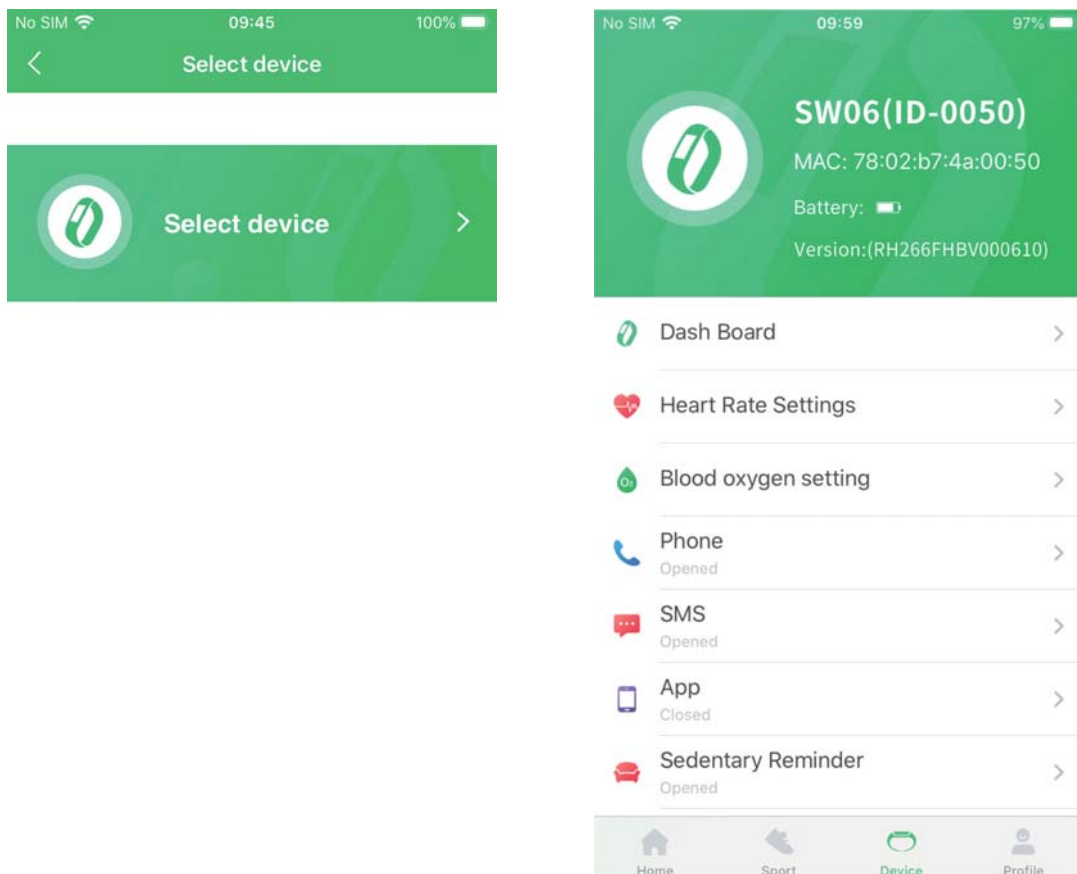 No SIM 09:45 100%
Select device
Select device
No SIM 09:59 97%
SW06(ID-0050)
MAC: 78:02:b7:4a:00:50
Battery:
Version:(RH266FHBV000610)
Dash Board
Heart Rate Settings
Blood oxygen setting
Phone
Opened
SMS
Opened
App
Closed
Sedentary Reminder
Opened
Home Sport Device Profile